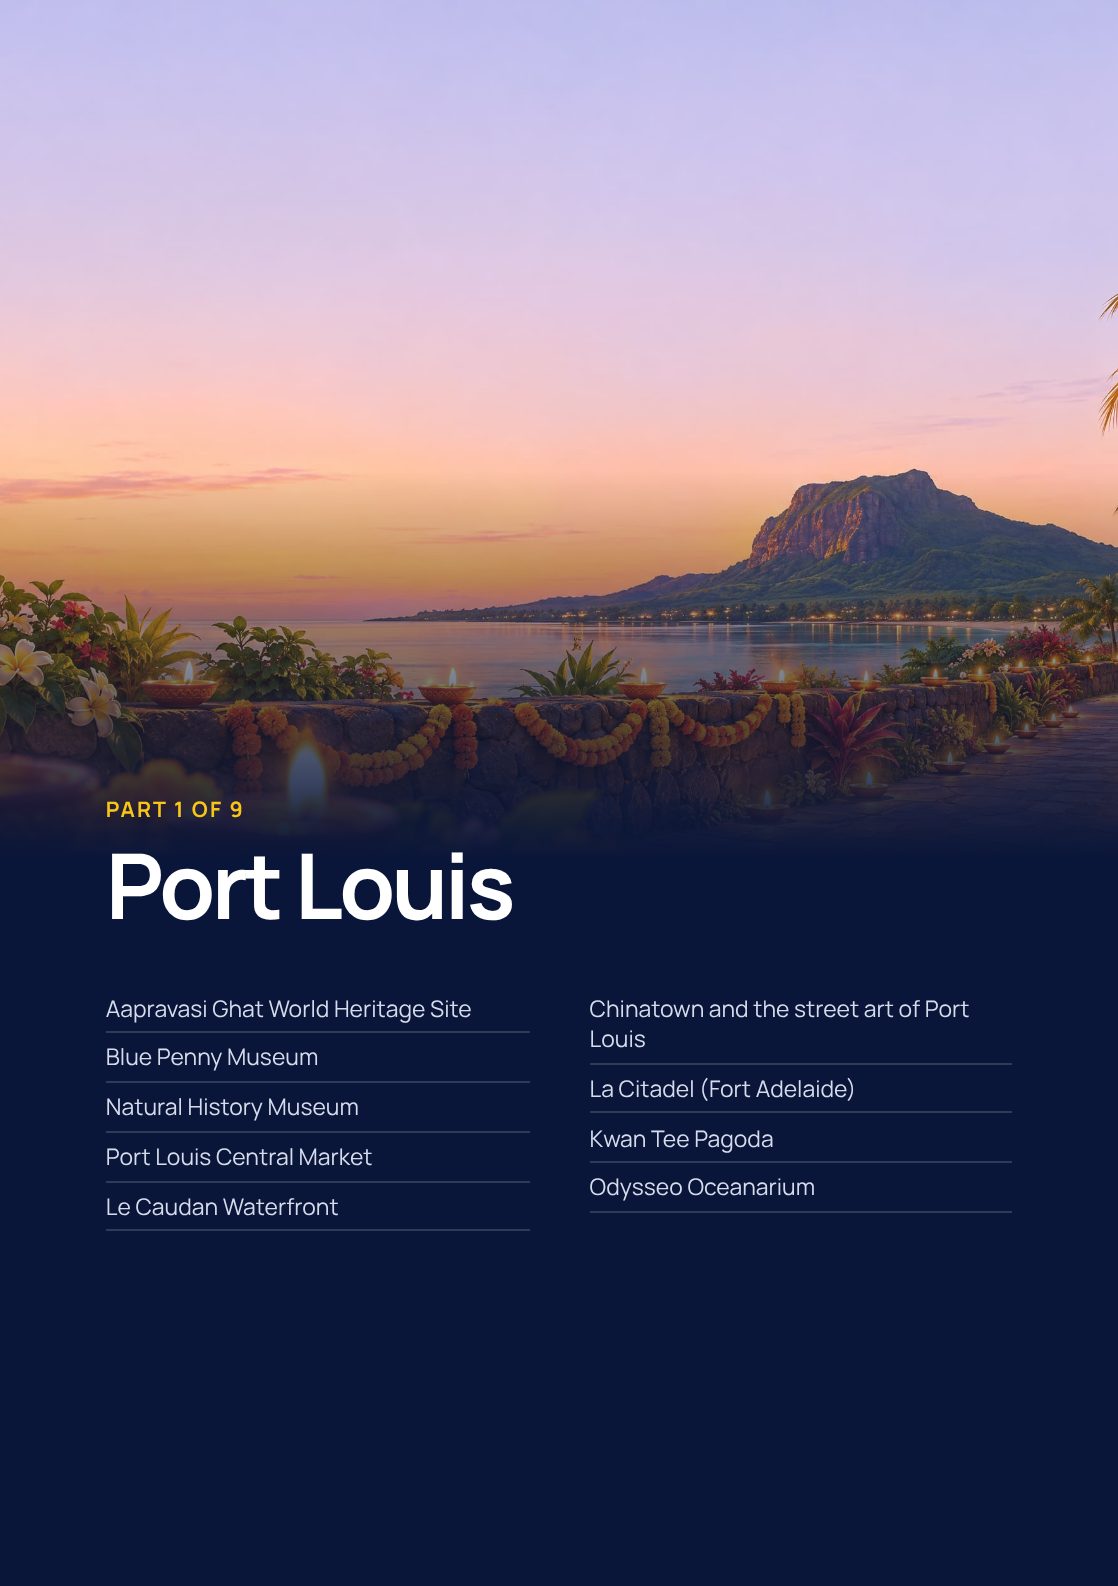 PART 1 OF 9
Port Louis
Aapravasi Ghat World Heritage Site
Blue Penny Museum
Natural History Museum
Port Louis Central Market
Le Caudan Waterfront
Chinatown and the street art of Port
Louis
La Citadel (Fort Adelaide)
Kwan Tee Pagoda
Odysseo Oceanarium